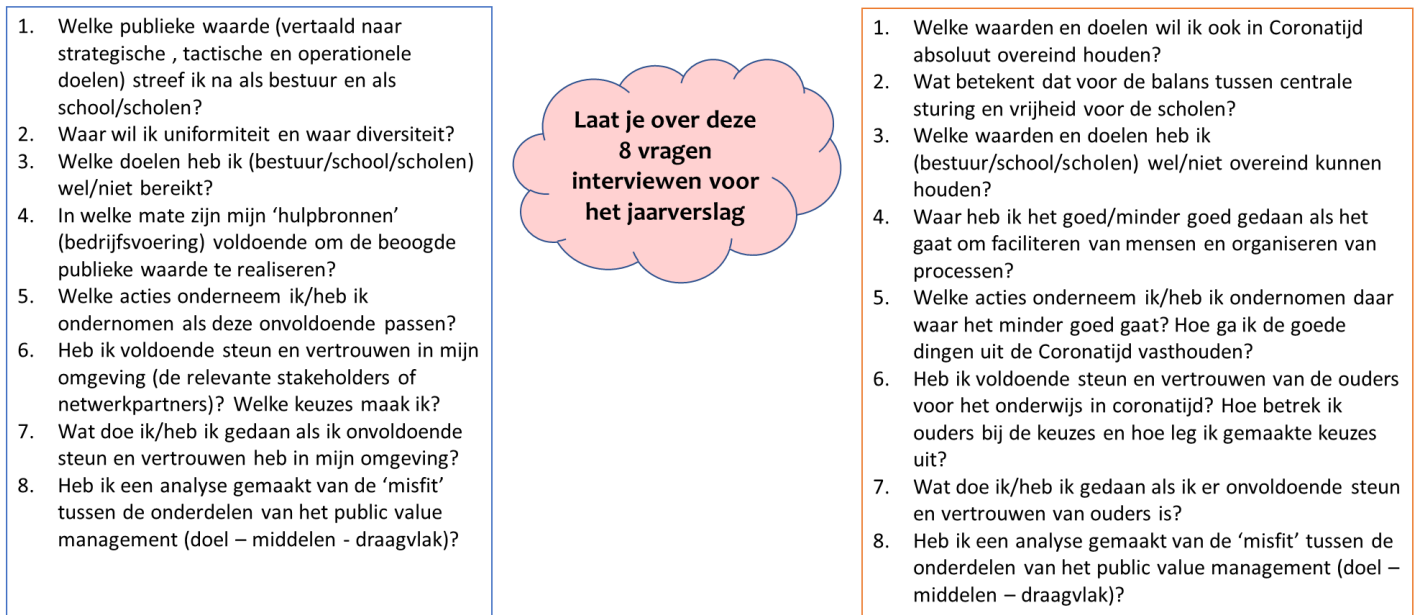 1. Welke publieke waarde (vertaald naar
strategische , tactische en operationele
doelen) streef ik na als bestuur en als
school/scholen?
2. Waar wil ik uniformiteit en waar diversiteit?
3. Welke doelen heb ik (bestuur/school/scholen)
wel/niet bereikt?
4. In welke mate zijn mijn ‘hulpbronnen’
(bedrijfsvoering) voldoende om de beoogde
publieke waarde te realiseren?
5. Welke acties onderneem ik/heb ik
ondernomen als deze onvoldoende passen?
6. Heb ik voldoende steun en vertrouwen in mijn
omgeving (de relevante stakeholders of
netwerkpartners)? Welke keuzes maak ik?
7. Wat doe ik/heb ik gedaan als ik onvoldoende
steun en vertrouwen heb in mijn omgeving?
8. Heb ik een analyse gemaakt van de ‘misfit’
tussen de onderdelen van het public value
management (doel – middelen - draagvlak)?
Laat je over deze
8 vragen
interviewen voor
het jaarverslag
1. Welke waarden en doelen wil ik ook in Coronatijd
absoluut overeind houden?
2. Wat betekent dat voor de balans tussen centrale
sturing en vrijheid voor de scholen?
3. Welke waarden en doelen heb ik
(bestuur/school/scholen) wel/niet overeind kunnen
houden?
4. Waar heb ik het goed/minder goed gedaan als het
gaat om faciliteren van mensen en organiseren van
processen?
5. Welke acties onderneem ik/heb ik ondernomen daar
waar het minder goed gaat? Hoe ga ik de goede
dingen uit de Coronatijd vasthouden?
6. Heb ik voldoende steun en vertrouwen van de ouders
voor het onderwijs in coronatijd? Hoe betrek ik
ouders bij de keuzes en hoe leg ik gemaakte keuzes
uit?
7. Wat doe ik/heb ik gedaan als ik er onvoldoende steun
en vertrouwen van ouders is?
8. Heb ik een analyse gemaakt van de ‘misfit’ tussen de
onderdelen van het public value management (doel –
middelen – draagvlak)?